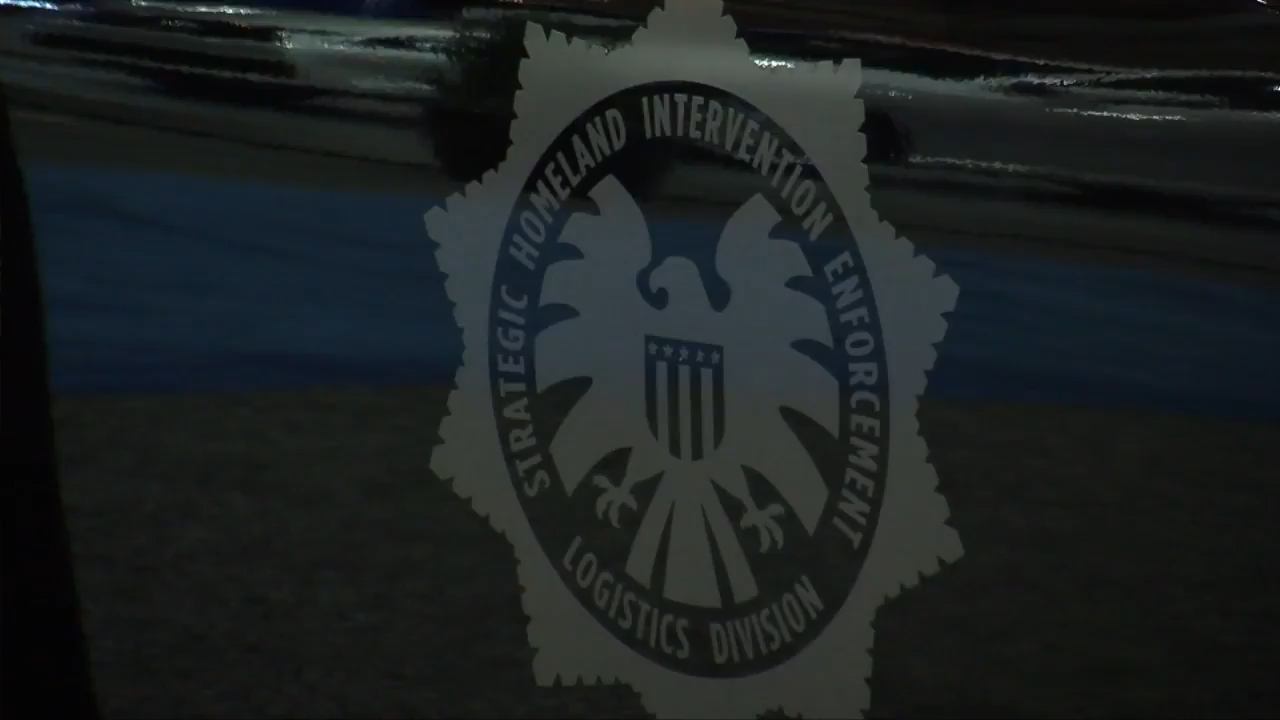 STRATEGIC HOMELAND INTERVENTION ENFORCEMENT
LOGISTICS DIVISION